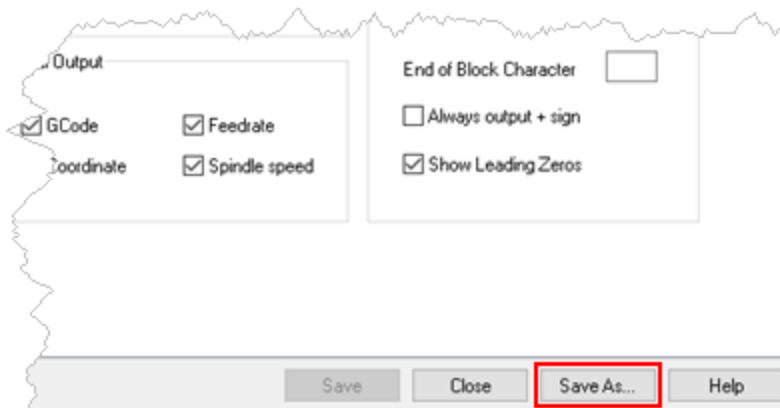 Output
GCode
Feedrate
Coordinate
Spindle speed
End of Block Character
Always output + sign
Show Leading Zeros
Save
Close
Save As...
Help